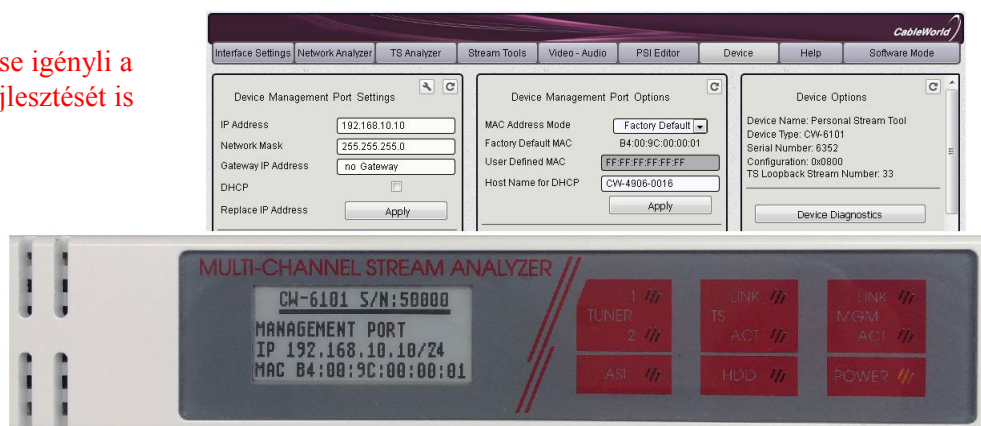 se igényli a
jlesztését is
CableWorld
Interface Settings Network Analyzer TS Analyzer Stream Tools Video - Audio PSI Editor Device Help Software Mode
Device Management Port Settings
IP Address 192.168.10.10
Network Mask 255.255.255.0
Gateway IP Address no Gateway
DHCP
Replace IP Address Apply
Device Management Port Options
MAC Address Mode Factory Default
Factory Default MAC B4:00:9C:00:00:01
User Defined MAC FF:FF:FF:FF:FF:FF
Host Name for DHCP CW-4906-0016
Apply
Device Options
Device Name: Personal Stream Tool
Device Type: CW-6101
Serial Number: 6352
Configuration: 0x0800
TS Loopback Stream Number: 33
Device Diagnostics
MULTI-CHANNEL STREAM ANALYZER
CW-6101 S/N:50000
MANAGEMENT PORT
IP 192.168.10.10/24
MAC B4:00:9C:00:00:01
1
TUNER
2
ASI
LINK
TS
ACT
HDD
LINK
MGM
ACT
POWER